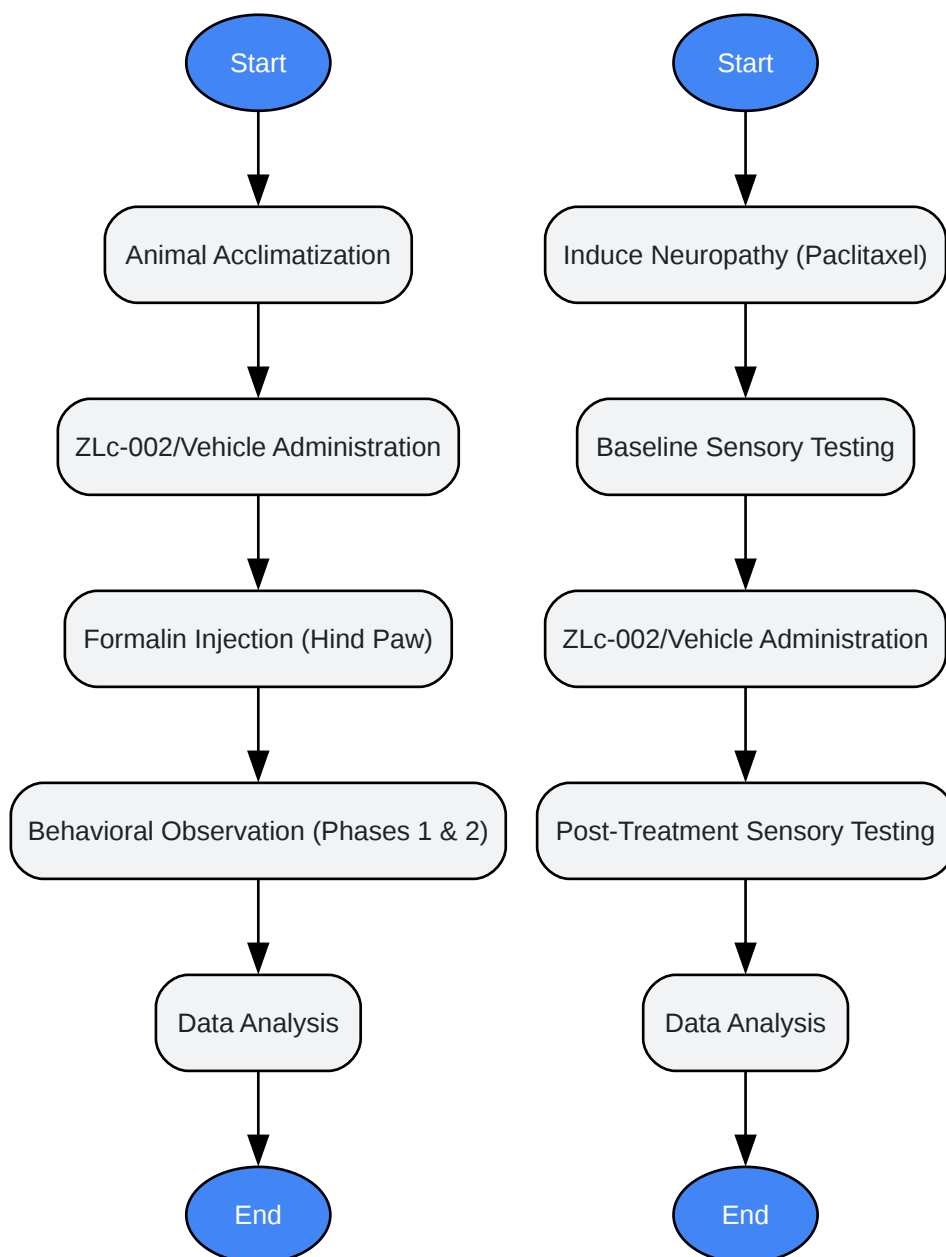 Start
Animal Acclimatization
ZLc-002/Vehicle Administration
Formalin Injection (Hind Paw)
Behavioral Observation (Phases 1 & 2)
Data Analysis
End
Start
Induce Neuropathy (Paclitaxel)
Baseline Sensory Testing
ZLc-002/Vehicle Administration
Post-Treatment Sensory Testing
Data Analysis
End